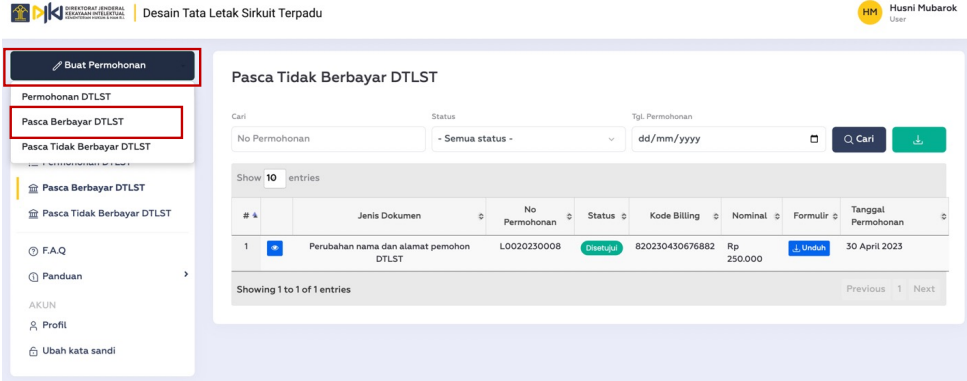 DIREKTORAT JENDERAL
KEKAYAAN INTELEKTUAL
KEMENTERIAN HUKUM & HAM R.I.
Desain Tata Letak Sirkuit Terpadu
HM
Husni Mubarok
User
Buat Permohonan
Permohonan DTLST
Pasca Berbayar DTLST
Pasca Tidak Berbayar DTLST
Permohonan DTLST
Pasca Berbayar DTLST
Pasca Tidak Berbayar DTLST
F.A.Q
Panduan
AKUN
Profil
Ubah kata sandi
Pasca Tidak Berbayar DTLST
Cari
Status
Tgl. Permohonan
No Permohonan
- Semua status -
dd/mm/yyyy
Cari
Show 10 entries
# Jenis Dokumen No Permohonan Status Kode Billing Nominal Formulir Tanggal Permohonan
1 Perubahan nama dan alamat pemohon DTLST L0020230008 Disetujui 820230430676882 Rp 250.000 Unduh 30 April 2023
Showing 1 to 1 of 1 entries
Previous 1 Next